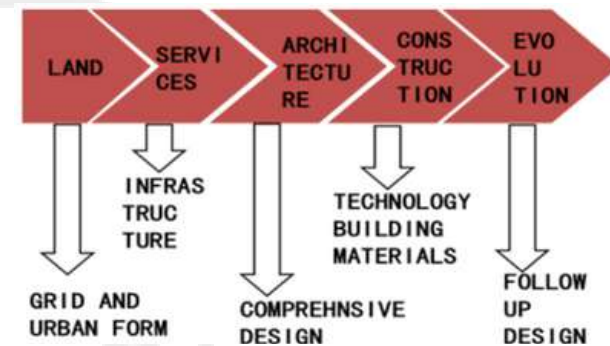 LAND
SERVI
CES
ARCHI
TECTU
RE
CONS
TRUC
TION
EVO
LU
TION
INFRAS
TRUC
TURE
TECHNOLOGY
BUILDING
MATERIALS
GRID AND
URBAN FORM
COMPREHNSIVE
DESIGN
FOLLOW
UP
DESIGN